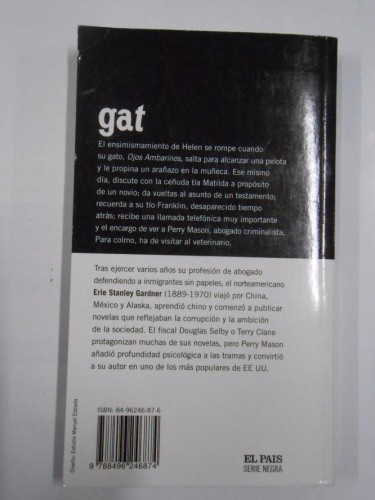 gat
El ensimismamiento de Helen se rompe cuando
su gato, Ojos Ambarinos, salta para alcanzar una pelota
y le propina un arañazo en la muñeca. Ese mismo
día, discute con la ceñuda tía Matilda a propósito
de un novio; da vueltas al asunto de un testamento;
recuerda a su tío Franklin, desaparecido tiempo
atrás; recibe una llamada telefónica muy importante
y el encargo de ver a Perry Mason, abogado criminalista.
Para colmo, ha de visitar al veterinario.
Tras ejercer varios años su profesión de abogado
defendiendo a inmigrantes sin papeles, el norteamericano
Erle Stanley Gardner (1889-1970) viajó por China,
México y Alaska, aprendió chino y comenzó a publicar
novelas que reflejaban la corrupción y la ambición
de la sociedad. El fiscal Douglas Selby o Terry Clane
protagonizan muchas de sus novelas, pero Perry Mason
añadió profundidad psicológica a las tramas y convirtió
a su autor en uno de los más populares de EE UU.
Diseño: Estudio Manuel Estrada
ISBN: 84-96246-87-6
9 788496 246874
EL PAIS
SERIE NEGRA